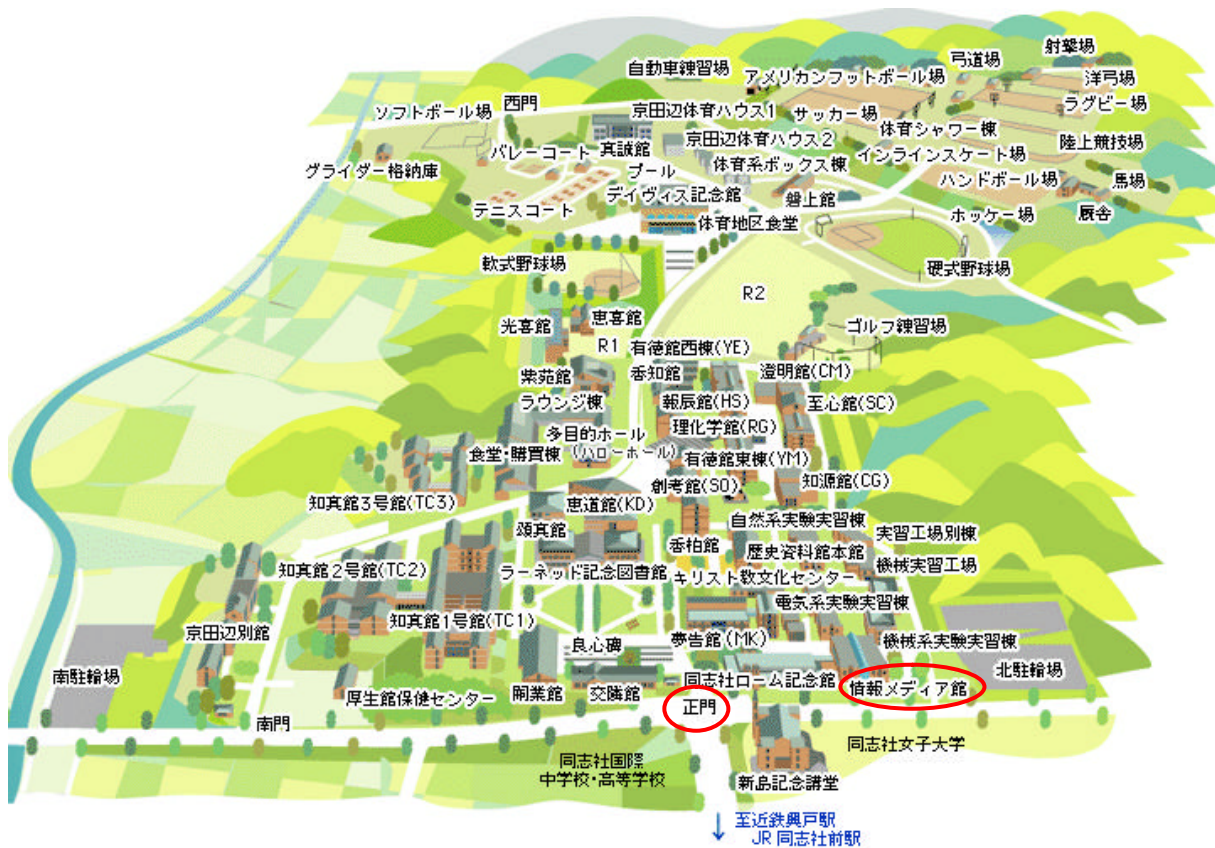 射撃場
弓道場
自動車練習場
アメリカンフットボール場
洋弓場
西門
ソフトボール場
京田辺体育ハウス1
サッカー場
ラグビー場
体育シャワー棟
京田辺体育ハウス2
陸上競技場
バレーコート
真誠館
インラインスケート場
体育系ボックス棟
グライダー格納庫
プール
ハンドボール場
馬場
デイヴィス記念館
磐上館
テニスコート
ホッケー場
厩舎
体育地区食堂
軟式野球場
硬式野球場
R2
恵喜館
光喜館
ゴルフ練習場
R1
有徳館西棟(YE)
紫苑館
香知館
澄明館(CM)
ラウンジ棟
報辰館(HS)
至心館(SC)
理化学館(RG)
多目的ホール
(ハローホール)
食堂・購買棟
有徳館東棟(YM)
知源館(CG)
創考館(SO)
知真館3号館(TC3)
恵道館(KD)
自然系実験実習棟
頌真館
実習工場別棟
香柏館
歴史資料館本館
機械実習工場
知真館2号館(TC2)
ラーネッド記念図書館
キリスト教文化センター
電気系実験実習棟
知真館1号館(TC1)
京田辺別館
夢告館(MK)
機械系実験実習棟
良心碑
北駐輪場
南駐輪場
同志社ローム記念館
情報メディア館
厚生館保健センター
開業館
交隣館
正門
南門
同志社女子大学
同志社国際
中学校・高等学校
新島記念講堂
↓ 至近鉄興戸駅
JR 同志社前駅